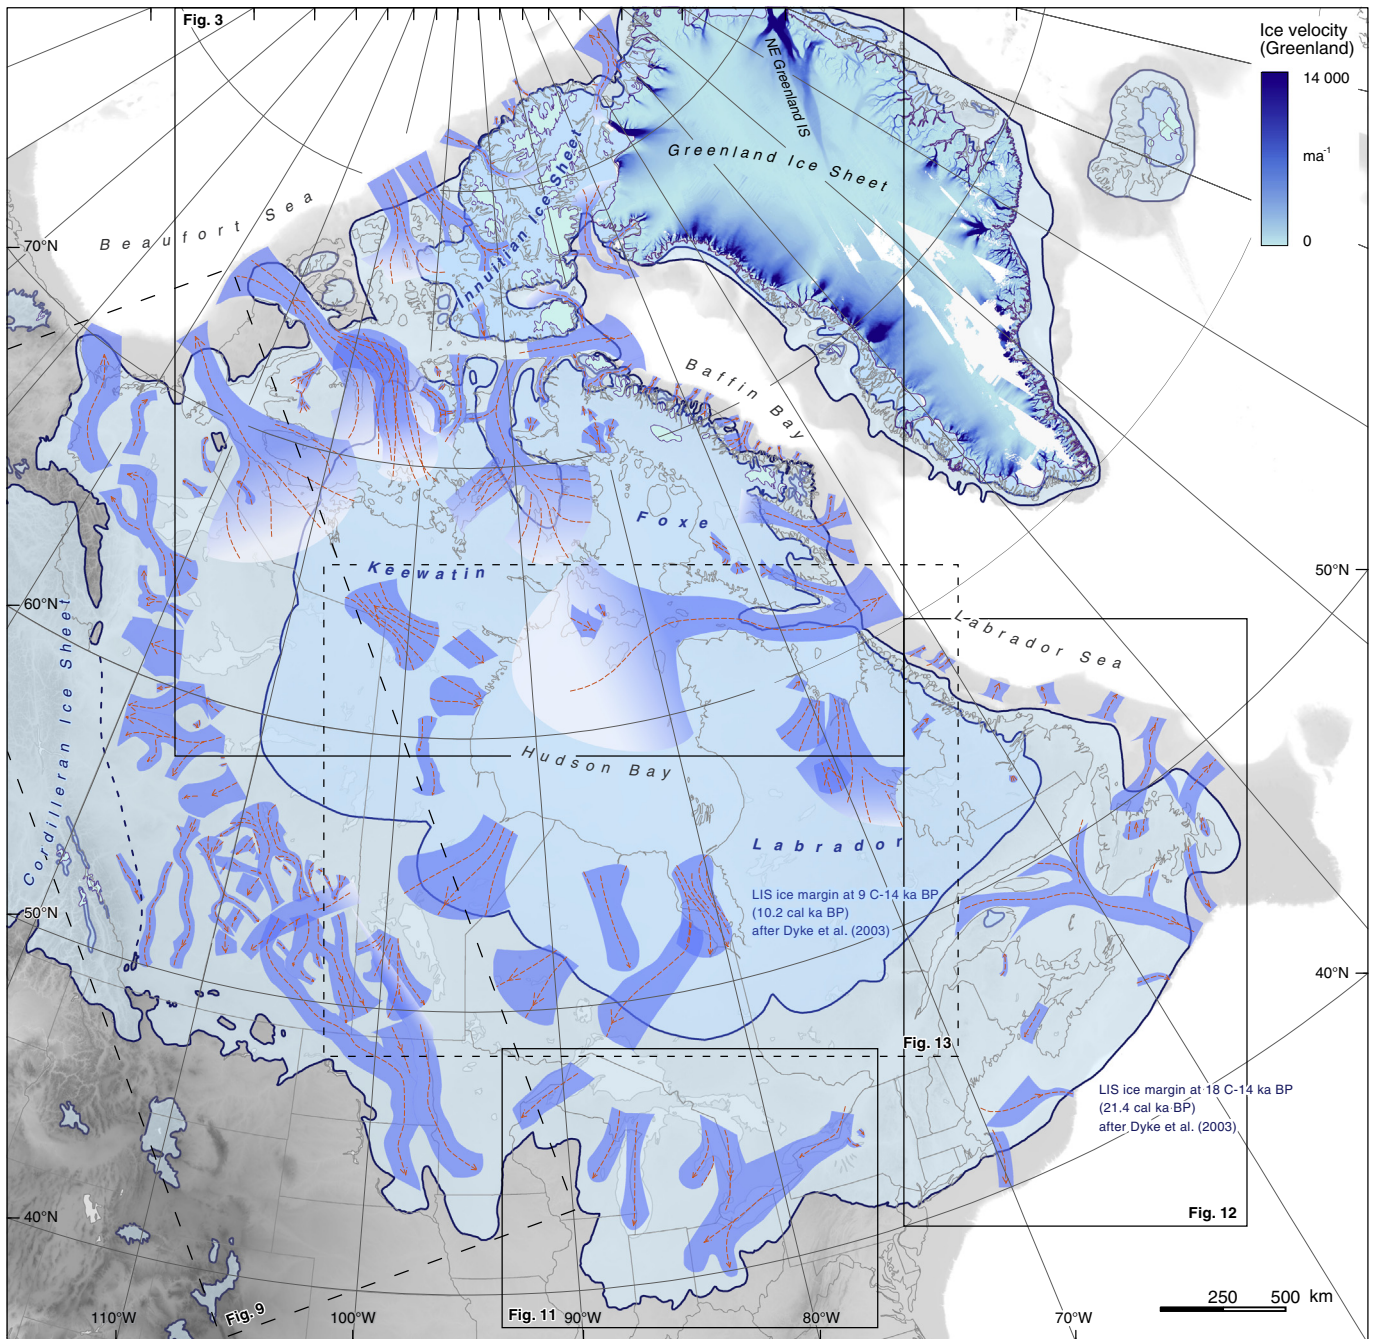 Fig. 3
Ice velocity
(Greenland)
14 000
ma-1
0
NE Greenland IS
Greenland Ice Sheet
Innuitian Ice Sheet
Beaufort Sea
70°N
Baffin Bay
Foxe
Keewatin
50°N
60°N
Labrador Sea
Cordilleran Ice Sheet
Hudson Bay
Labrador
LIS ice margin at 9 C-14 ka BP
(10.2 cal ka BP)
after Dyke et al. (2003)
50°N
40°N
Fig. 13
LIS ice margin at 18 C-14 ka BP
(21.4 cal ka BP)
after Dyke et al. (2003)
40°N
Fig. 12
250 500 km
Fig. 9
Fig. 11
110°W
100°W
90°W
80°W
70°W